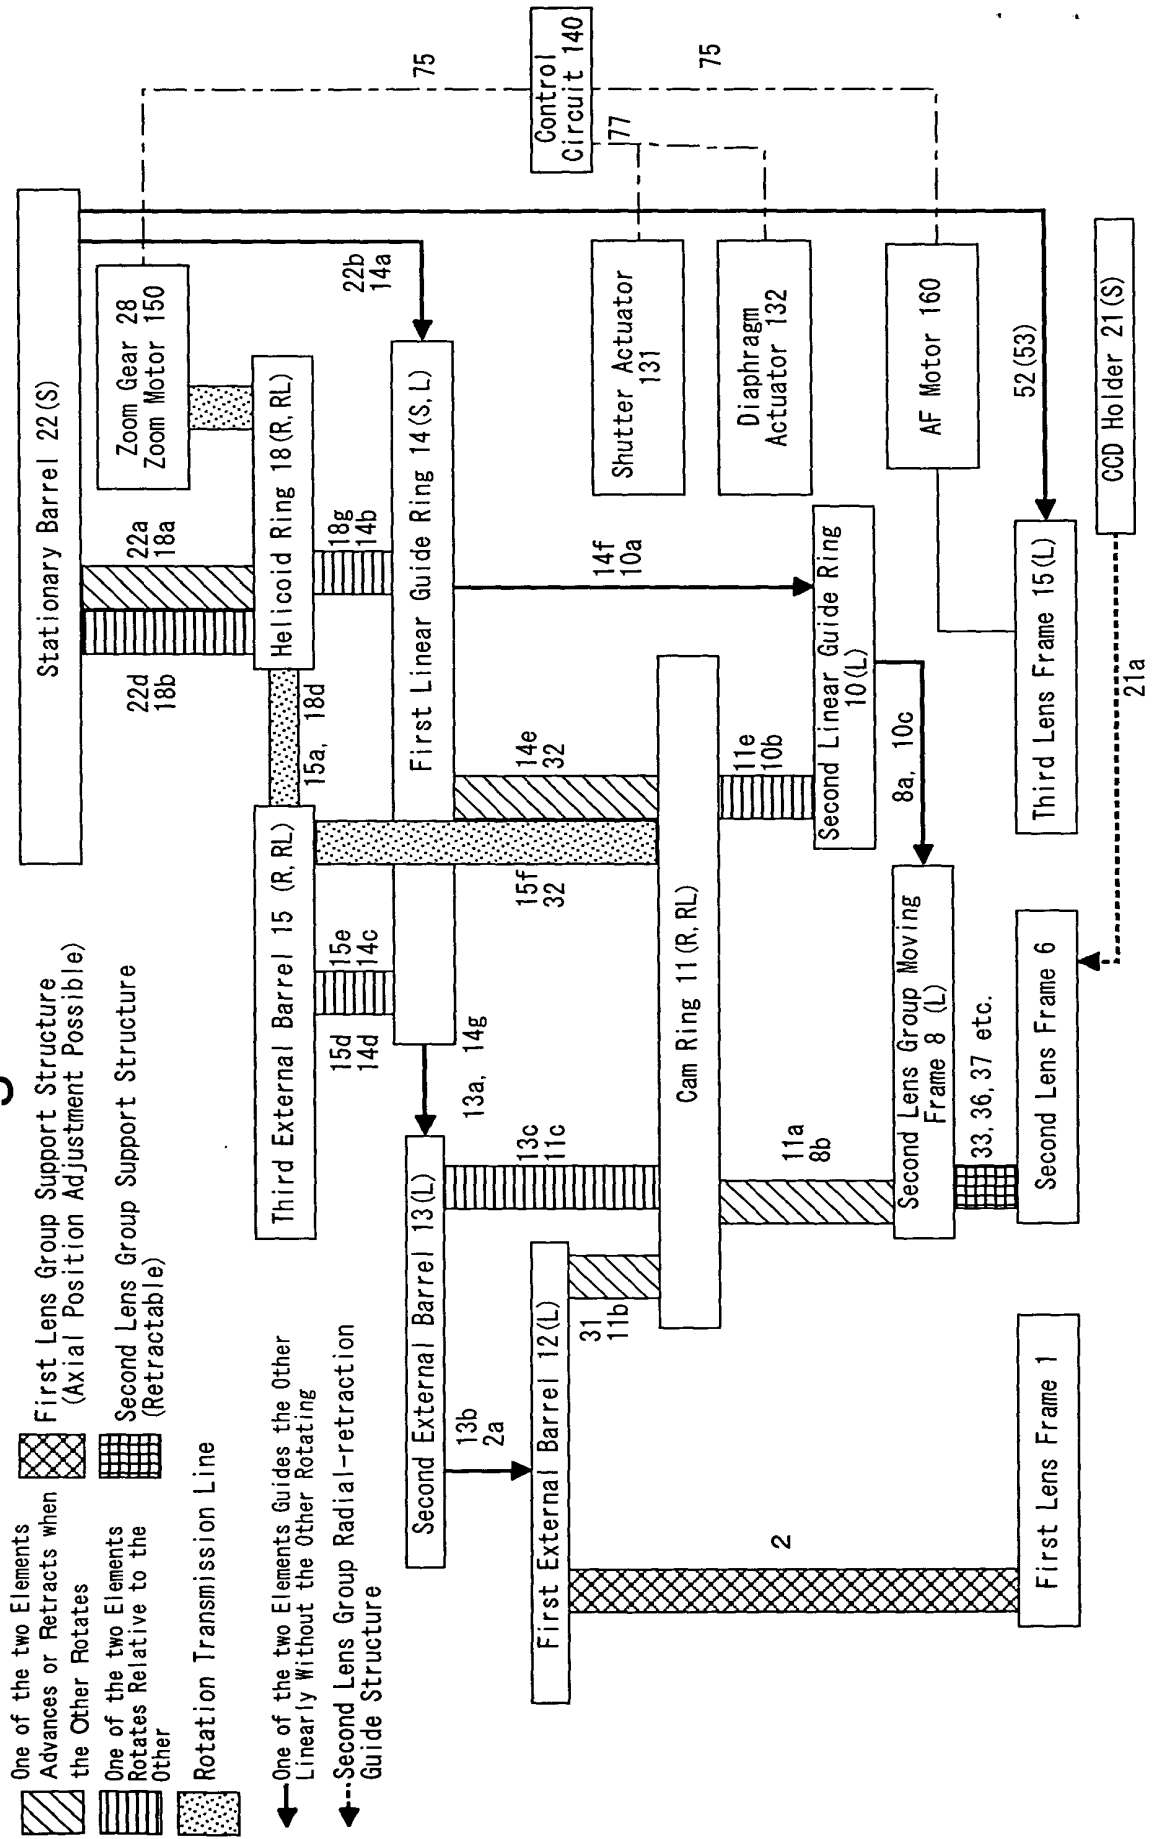 One of the two Elements
Advances or Retracts when
the Other Rotates
One of the two Elements
Rotates Relative to the
Other
Rotation Transmission Line
First Lens Group Support Structure
(Axial Position Adjustment Possible)
Second Lens Group Support Structure
(Retractable)
One of the two Elements Guides the Other
Linearly Without the Other Rotating
Second Lens Group Radial-retraction
Guide Structure
Stationary Barrel 22(S)
22d
18b
22a
18a
Zoom Gear 28
Zoom Motor 150
75
Third External Barrel 15 (R, RL)
15a, 18d
Helicoid Ring 18(R, RL)
22b
14a
15d
14d
15e
14c
18g
14b
First Linear Guide Ring 14(S, L)
Second External Barrel 13(L)
13a, 14g
13b
2a
13c
11c
15f
32
14e
32
14f
10a
Control
Circuit 140
77
75
First External Barrel 12(L)
31
11b
Cam Ring 11(R, RL)
Shutter Actuator
131
Diaphragm
Actuator 132
11a
8b
11e
10b
Second Linear Guide Ring
10(L)
8a, 10c
AF Motor 160
2
Second Lens Group Moving
Frame 8 (L)
33, 36, 37 etc.
52(53)
First Lens Frame 1
Second Lens Frame 6
Third Lens Frame 15(L)
CCD Holder 21(S)
21a